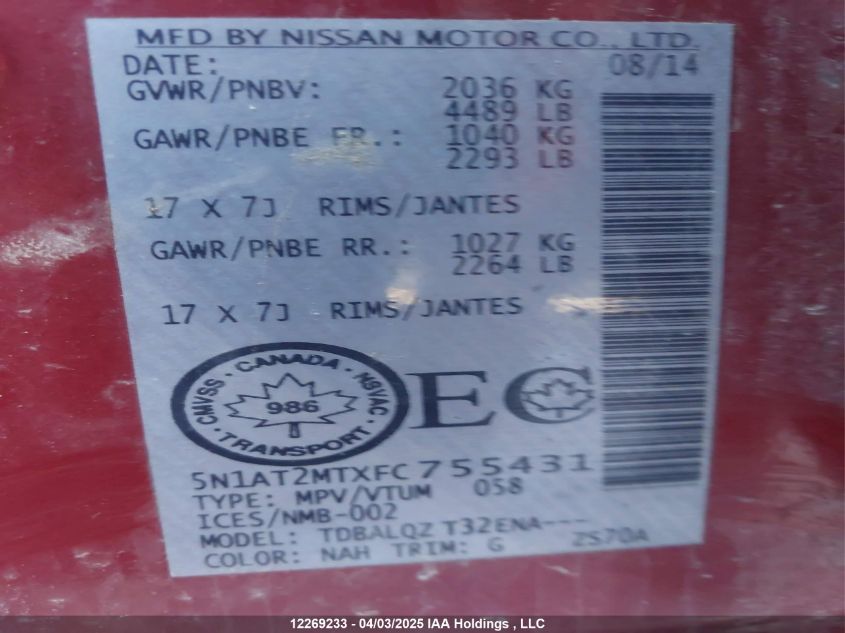 MFD BY NISSAN MOTOR CO., LTD.
DATE: 08/14
GVWR/PNBV: 2036 KG
4489 LB
GAWR/PNBE FR.: 1040 KG
2293 LB
17 X 7J RIMS/JANTES
GAWR/PNBE RR.: 1027 KG
2264 LB
17 X 7J RIMS/JANTES
CANADA
CMVSS 986 NSVAC
TRANSPORT
EC
5N1AT2MTXFC755431
TYPE: MPV/VTUM 058
ICES/NMB-002
MODEL: TDBALQZ T32ENA---
COLOR: NAH TRIM: G ZS70A
12269233 - 04/03/2025 IAA Holdings , LLC